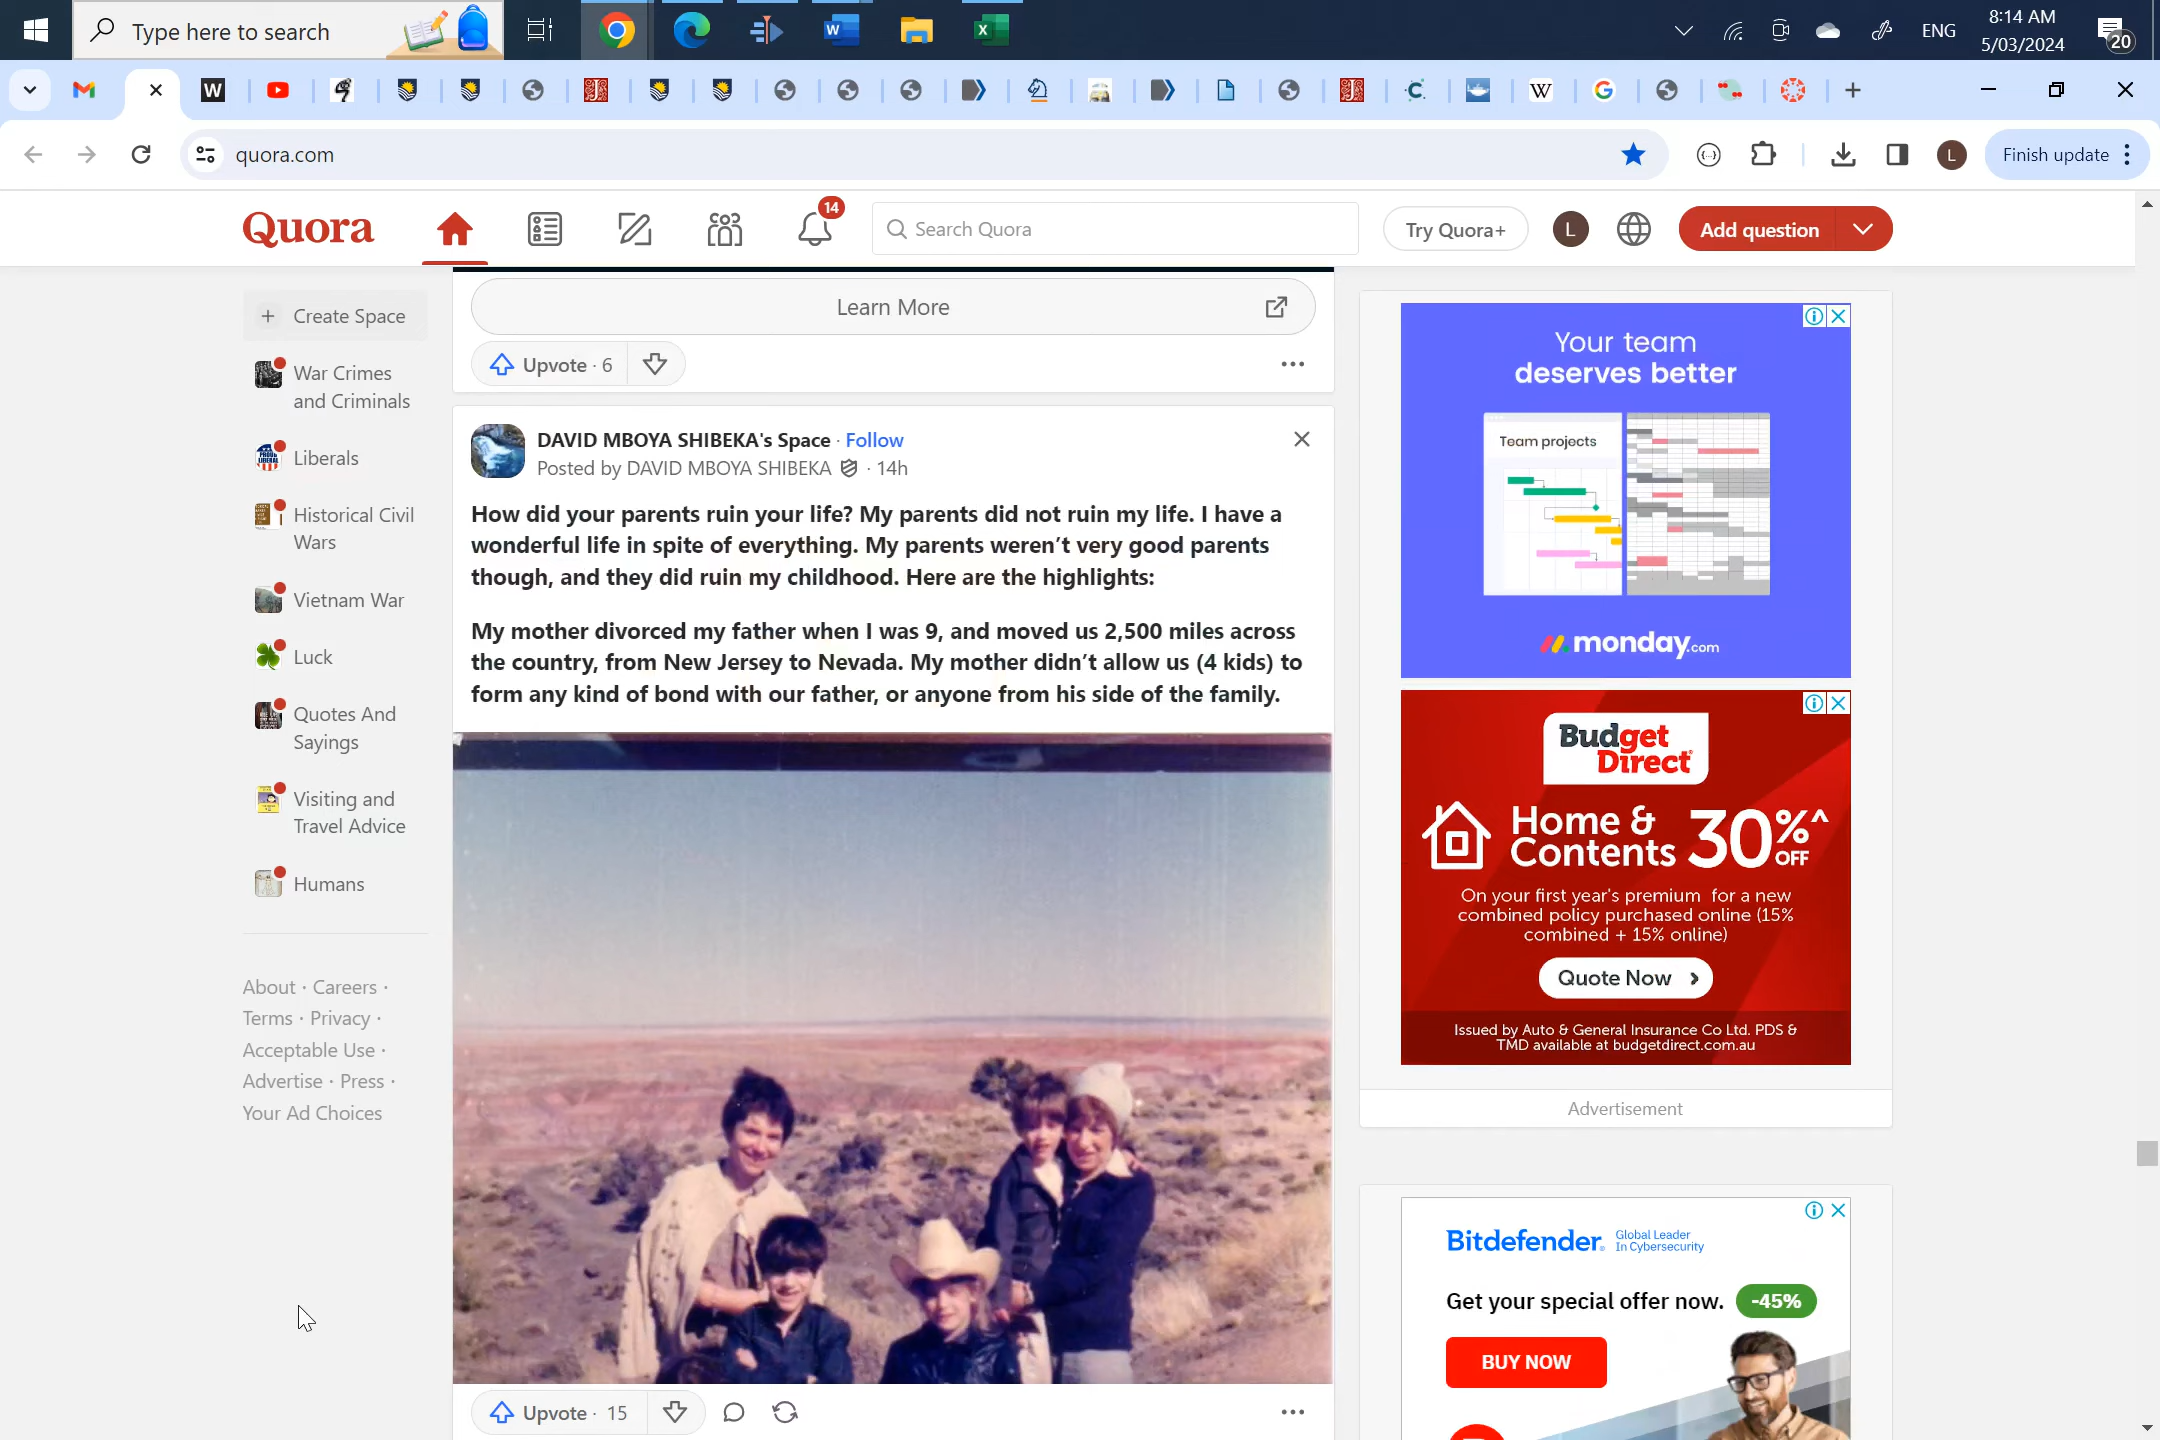 Type here to search
ENG
8:14 AM
5/03/2024
20
quora.com
L
Finish update
Quora
14
Search Quora
Try Quora+
L
Add question
Create Space
War Crimes
and Criminals
Liberals
Historical Civil
Wars
Vietnam War
Luck
Quotes And
Sayings
Visiting and
Travel Advice
Humans
About · Careers ·
Terms · Privacy ·
Acceptable Use ·
Advertise · Press ·
Your Ad Choices
Learn More
Upvote · 6
DAVID MBOYA SHIBEKA's Space · Follow
Posted by DAVID MBOYA SHIBEKA · 14h
How did your parents ruin your life? My parents did not ruin my life. I have a
wonderful life in spite of everything. My parents weren’t very good parents
though, and they did ruin my childhood. Here are the highlights:
My mother divorced my father when I was 9, and moved us 2,500 miles across
the country, from New Jersey to Nevada. My mother didn’t allow us (4 kids) to
form any kind of bond with our father, or anyone from his side of the family.
Upvote · 15
Your team
deserves better
Team projects
monday.com
Budget
Direct
Home &
Contents
30%^
OFF
On your first year's premium for a new
combined policy purchased online (15%
combined + 15% online)
Quote Now
Issued by Auto & General Insurance Co Ltd. PDS &
TMD available at budgetdirect.com.au
Advertisement
Bitdefender
Global Leader
In Cybersecurity
Get your special offer now.
-45%
BUY NOW